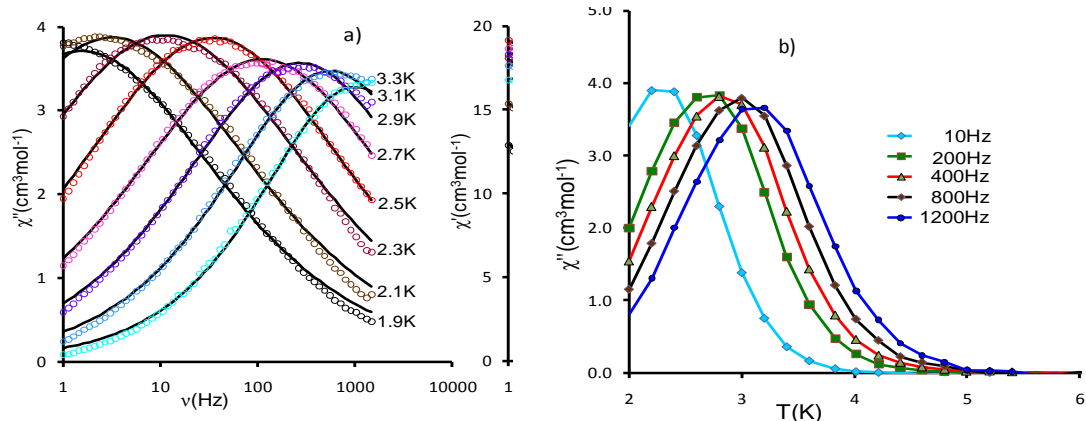 a)
χ"(cm³mol⁻¹)
4
3
2
1
0
1
10
100
1000
10000
ν(Hz)
3.3K
3.1K
2.9K
2.7K
2.5K
2.3K
2.1K
1.9K
χ(cm³mol⁻¹)
20
15
10
5
0
1
b)
χ"(cm³mol⁻¹)
5.0
4.0
3.0
2.0
1.0
0.0
2
3
4
5
6
T(K)
10Hz
200Hz
400Hz
800Hz
1200Hz